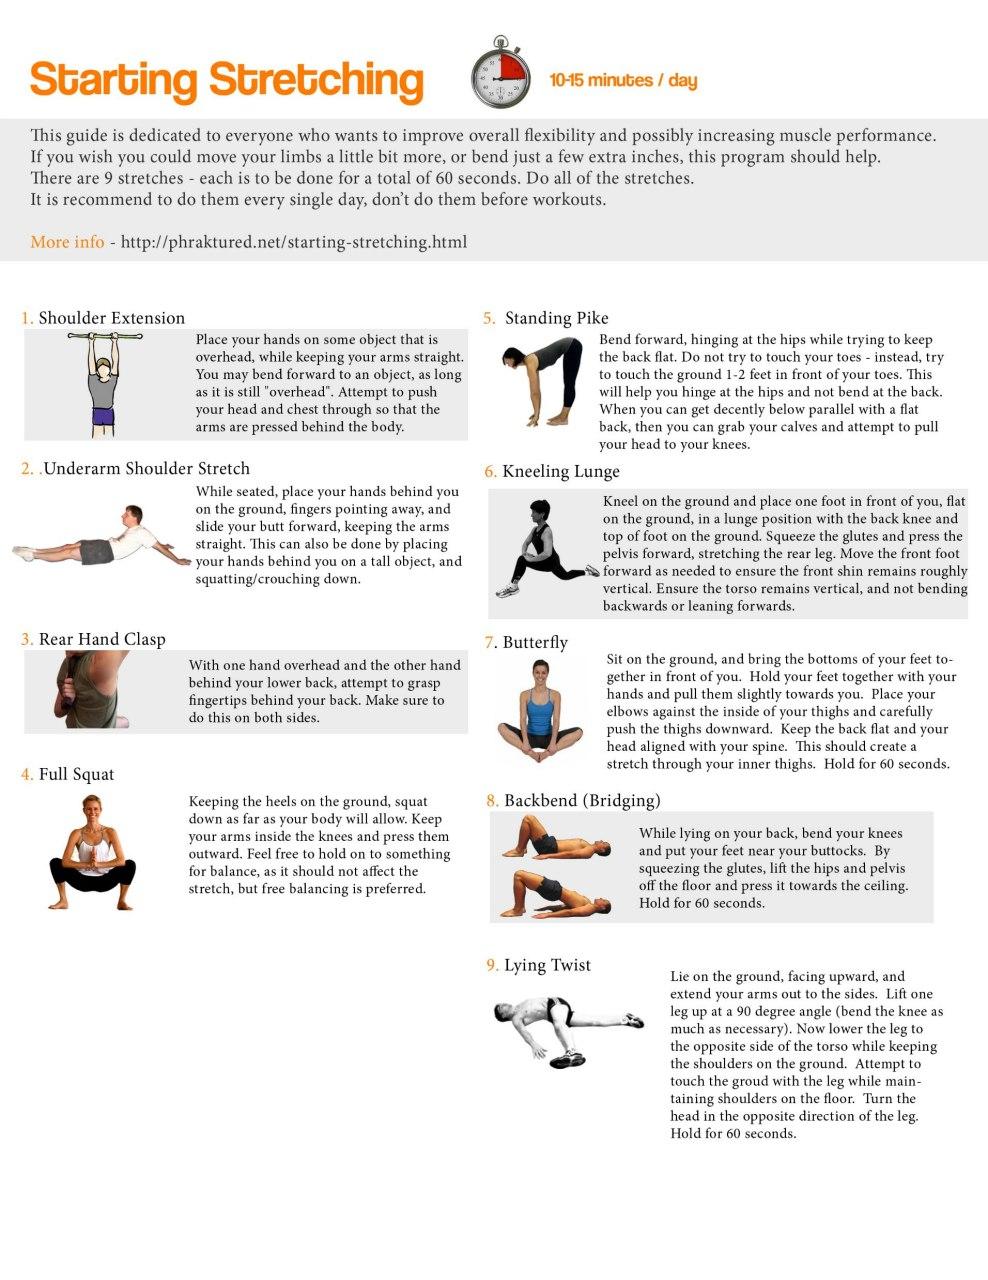 Starting Stretching
10-15 minutes / day
This guide is dedicated to everyone who wants to improve overall flexibility and possibly increasing muscle performance.
If you wish you could move your limbs a little bit more, or bend just a few extra inches, this program should help.
There are 9 stretches - each is to be done for a total of 60 seconds. Do all of the stretches.
It is recommend to do them every single day, don't do them before workouts.
More info - http://phraktured.net/starting-stretching.html
1. Shoulder Extension
Place your hands on some object that is
overhead, while keeping your arms straight.
You may bend forward to an object, as long
as it is still "overhead". Attempt to push
your head and chest through so that the
arms are pressed behind the body.
2. .Underarm Shoulder Stretch
While seated, place your hands behind you
on the ground, fingers pointing away, and
slide your butt forward, keeping the arms
straight. This can also be done by placing
your hands behind you on a tall object, and
squatting/crouching down.
3. Rear Hand Clasp
With one hand overhead and the other hand
behind your lower back, attempt to grasp
fingertips behind your back. Make sure to
do this on both sides.
4. Full Squat
Keeping the heels on the ground, squat
down as far as your body will allow. Keep
your arms inside the knees and press them
outward. Feel free to hold on to something
for balance, as it should not affect the
stretch, but free balancing is preferred.
5. Standing Pike
Bend forward, hinging at the hips while trying to keep
the back flat. Do not try to touch your toes - instead, try
to touch the ground 1-2 feet in front of your toes. This
will help you hinge at the hips and not bend at the back.
When you can get decently below parallel with a flat
back, then you can grab your calves and attempt to pull
your head to your knees.
6. Kneeling Lunge
Kneel on the ground and place one foot in front of you, flat
on the ground, in a lunge position with the back knee and
top of foot on the ground. Squeeze the glutes and press the
pelvis forward, stretching the rear leg. Move the front foot
forward as needed to ensure the front shin remains roughly
vertical. Ensure the torso remains vertical, and not bending
backwards or leaning forwards.
7. Butterfly
Sit on the ground, and bring the bottoms of your feet to-
gether in front of you. Hold your feet together with your
hands and pull them slightly towards you. Place your
elbows against the inside of your thighs and carefully
push the thighs downward. Keep the back flat and your
head aligned with your spine. This should create a
stretch through your inner thighs. Hold for 60 seconds.
8. Backbend (Bridging)
While lying on your back, bend your knees
and put your feet near your buttocks. By
squeezing the glutes, lift the hips and pelvis
off the floor and press it towards the ceiling.
Hold for 60 seconds.
9. Lying Twist
Lie on the ground, facing upward, and
extend your arms out to the sides. Lift one
leg up at a 90 degree angle (bend the knee as
much as necessary). Now lower the leg to
the opposite side of the torso while keeping
the shoulders on the ground. Attempt to
touch the groud with the leg while main-
taining shoulders on the floor. Turn the
head in the opposite direction of the leg.
Hold for 60 seconds.